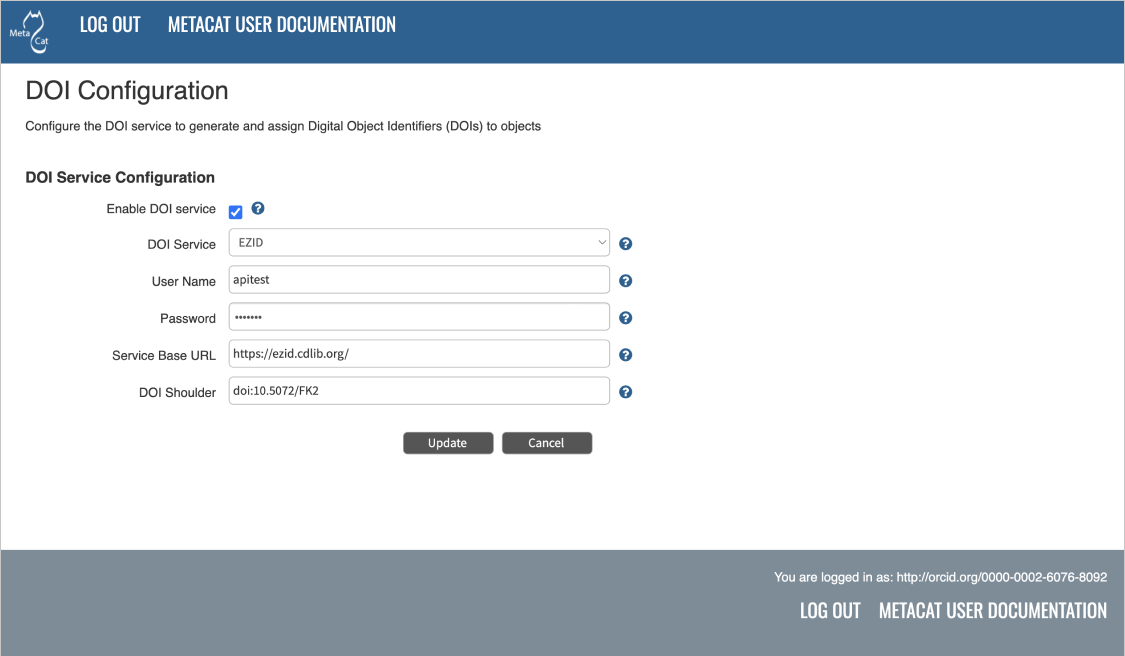 Meta Cat LOG OUT METACAT USER DOCUMENTATION
DOI Configuration
Configure the DOI service to generate and assign Digital Object Identifiers (DOIs) to objects
DOI Service Configuration
Enable DOI service ?
DOI Service EZID ?
User Name apitest ?
Password ••••••• ?
Service Base URL https://ezid.cdlib.org/ ?
DOI Shoulder doi:10.5072/FK2 ?
Update Cancel
You are logged in as: http://orcid.org/0000-0002-6076-8092
LOG OUT METACAT USER DOCUMENTATION